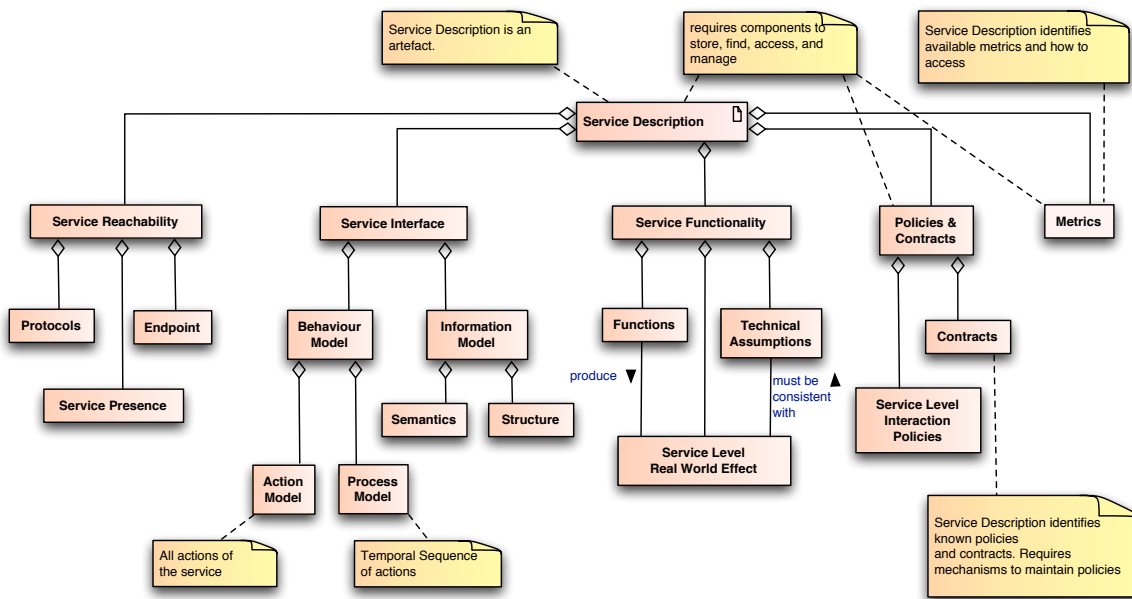 Service Description is an
artefact.
requires components to
store, find, access, and
manage
Service Description identifies
available metrics and how to
access
Service Description
Service Reachability
Service Interface
Service Functionality
Policies &
Contracts
Metrics
Protocols
Endpoint
Service Presence
Behaviour
Model
Information
Model
Functions
Technical
Assumptions
Contracts
produce
must be
consistent
with
Semantics
Structure
Service Level
Real World Effect
Service Level
Interaction
Policies
Action
Model
Process
Model
All actions of
the service
Temporal Sequence
of actions
Service Description identifies
known policies
and contracts. Requires
mechanisms to maintain policies